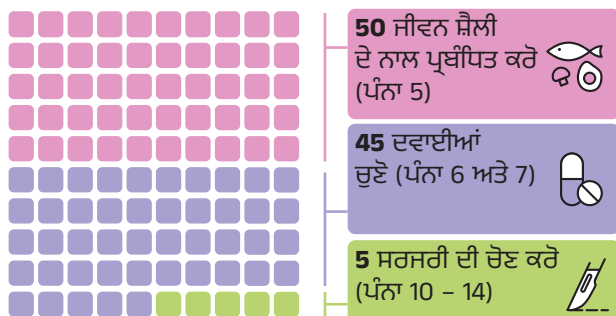 50 ਜੀਵਨ ਸ਼ੈਲੀ
ਦੇ ਨਾਲ ਪ੍ਰਬੰਧਿਤ ਕਰੋ
(ਪੰਨਾ 5)
45 ਦਵਾਈਆਂ
ਚੁਣੋ (ਪੰਨਾ 6 ਅਤੇ 7)
5 ਸਰਜਰੀ ਦੀ ਚੋਣ ਕਰੋ
(ਪੰਨਾ 10 – 14)